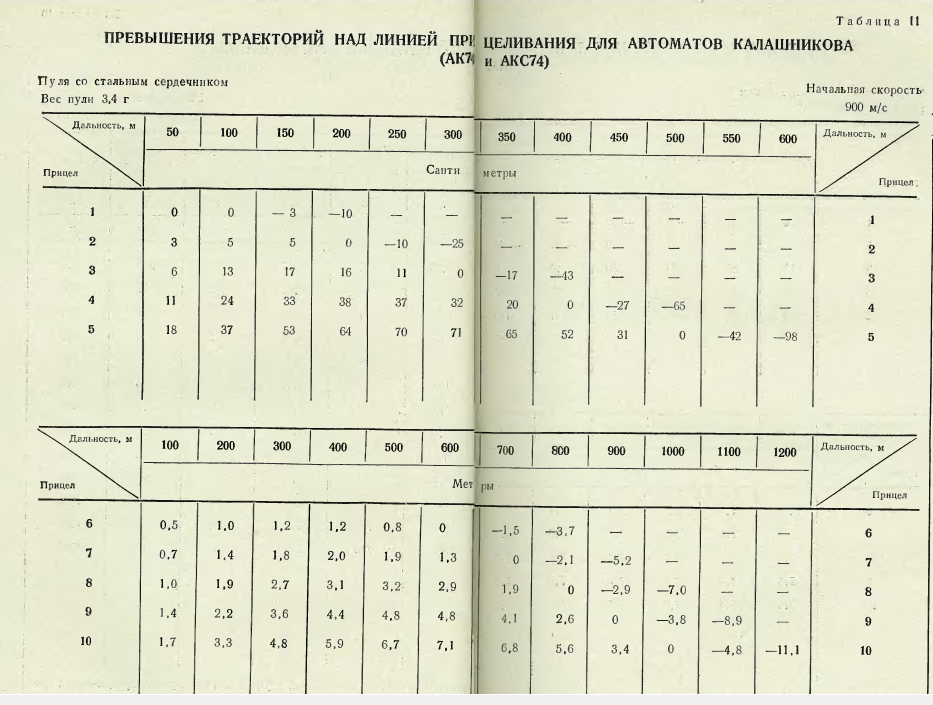 Таблица 11
ПРЕВЫШЕНИЯ ТРАЕКТОРИЙ НАД ЛИНИЕЙ ПРИЦЕЛИВАНИЯ ДЛЯ АВТОМАТОВ КАЛАШНИКОВА
(АК74 и АКС74)
Пуля со стальным сердечником
Вес пули 3,4 г
Начальная скорость
900 м/с
Дальность, м 50 100 150 200 250 300 350 400 450 500 550 600 Дальность, м
Прицел Сантиметры Прицел
1 0 0 —3 —10 — — — — — — — — 1
2 3 5 5 0 —10 —25 — — — — — — 2
3 6 13 17 16 11 0 —17 —43 — — — — 3
4 11 24 33 38 37 32 20 0 —27 —65 — — 4
5 18 37 53 64 70 71 65 52 31 0 —42 —98 5
Дальность, м 100 200 300 400 500 600 700 800 900 1000 1100 1200 Дальность, м
Прицел Метры Прицел
6 0,5 1,0 1,2 1,2 0,8 0 —1,5 —3,7 — — — — 6
7 0,7 1,4 1,8 2,0 1,9 1,3 0 —2,1 —5,2 — — — 7
8 1,0 1,9 2,7 3,1 3,2 2,9 1,9 0 —2,9 —7,0 — — 8
9 1,4 2,2 3,6 4,4 4,8 4,8 4,1 2,6 0 —3,8 —8,9 — 9
10 1,7 3,3 4,8 5,9 6,7 7,1 6,8 5,6 3,4 0 —4,8 —11,1 10